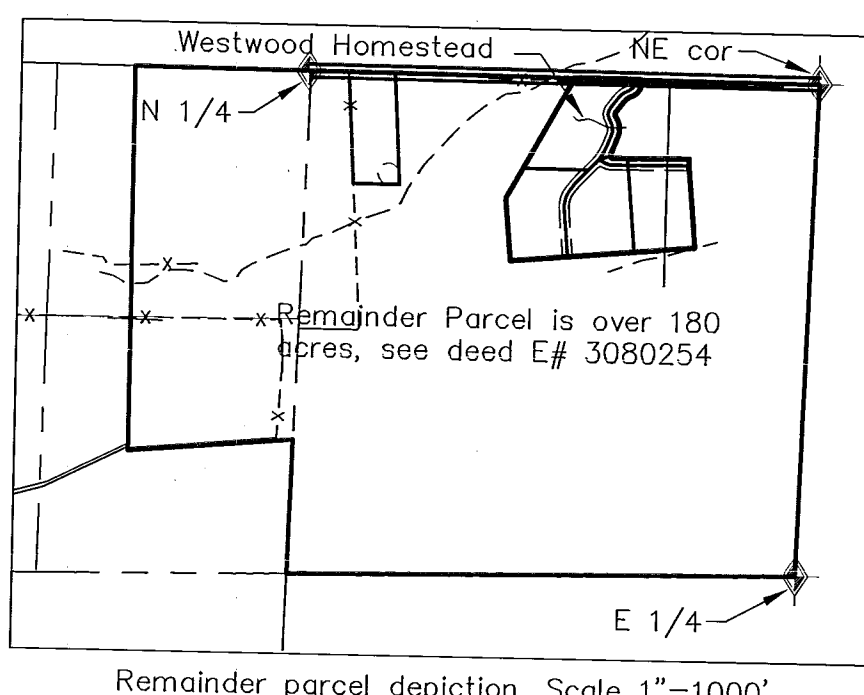 Westwood Homestead
NE cor
N 1/4
Remainder Parcel is over 180
acres, see deed E# 3080254
E 1/4
Remainder parcel depiction Scale 1"=1000'